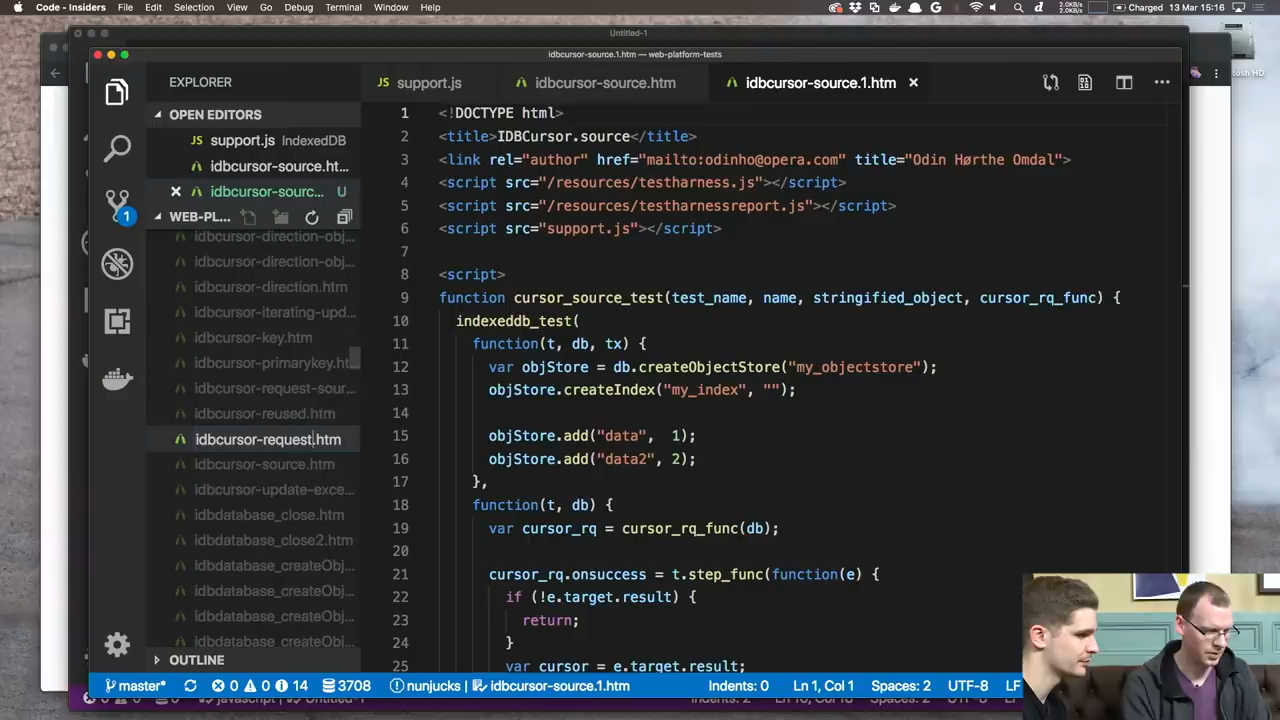 Code - Insiders File Edit Selection View Go Debug Terminal Window Help 2.0KB/s 2.0KB/s Charged 13 Mar 15:16
Untitled-1
idbcursor-source.1.htm — web-platform-tests
EXPLORER
JS support.js
idbcursor-source.htm
idbcursor-source.1.htm
OPEN EDITORS
JS support.js IndexedDB
idbcursor-source.ht...
idbcursor-sourc... U
WEB-PL...
idbcursor-direction-obj...
idbcursor-direction-obj...
idbcursor-direction.htm
idbcursor-iterating-upd...
idbcursor-key.htm
idbcursor-primarykey.ht...
idbcursor-request-sour...
idbcursor-reused.htm
idbcursor-request.htm
idbcursor-source.htm
idbcursor-update-exce...
idbdatabase_close.htm
idbdatabase_close2.htm
idbdatabase_createObj...
idbdatabase_createObj...
idbdatabase_createObj...
idbdatabase_createObj...
OUTLINE
1 <!DOCTYPE html>
2 <title>IDBCursor.source</title>
3 <link rel="author" href="mailto:odinho@opera.com" title="Odin Hørthe Omdal">
4 <script src="/resources/testharness.js"></script>
5 <script src="/resources/testharnessreport.js"></script>
6 <script src="support.js"></script>
7
8 <script>
9 function cursor_source_test(test_name, name, stringified_object, cursor_rq_func) {
10 indexeddb_test(
11 function(t, db, tx) {
12 var objStore = db.createObjectStore("my_objectstore");
13 objStore.createIndex("my_index", "");
14
15 objStore.add("data", 1);
16 objStore.add("data2", 2);
17 },
18 function(t, db) {
19 var cursor_rq = cursor_rq_func(db);
20
21 cursor_rq.onsuccess = t.step_func(function(e) {
22 if (!e.target.result) {
23 return;
24 }
25 var cursor = e.target.result;
1
master* 0 0 14 3708 nunjucks | idbcursor-source.1.htm Indents: 0 Ln 1, Col 1 Spaces: 2 UTF-8 LF